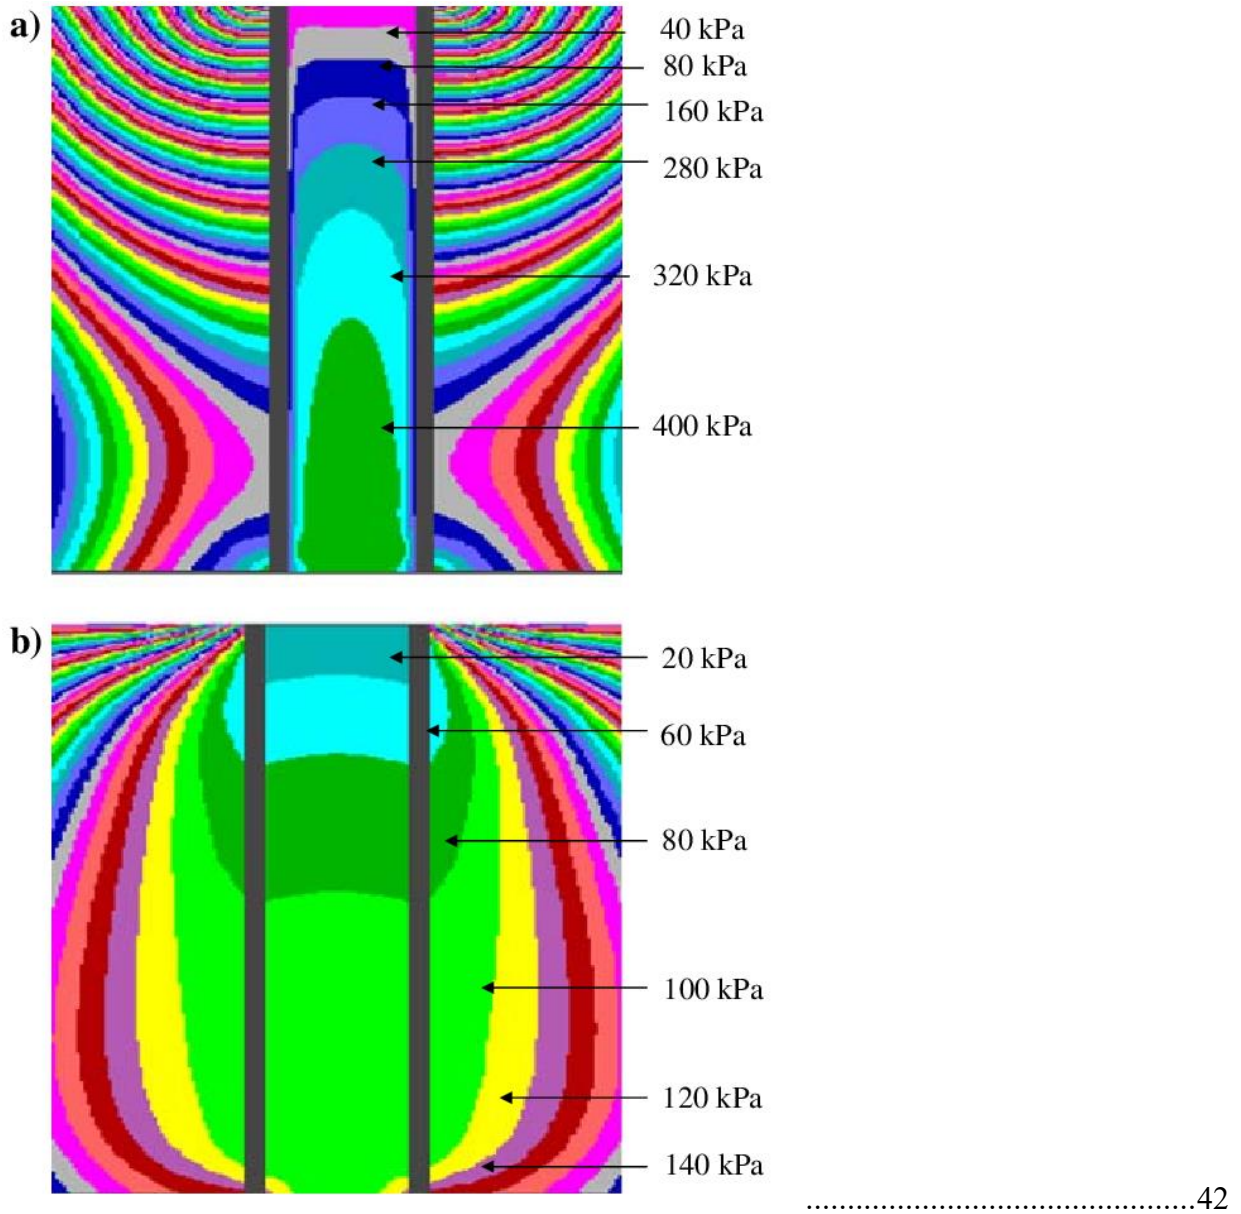 a)
40 kPa
80 kPa
160 kPa
280 kPa
320 kPa
400 kPa
b)
20 kPa
60 kPa
80 kPa
100 kPa
120 kPa
140 kPa
...............................................42